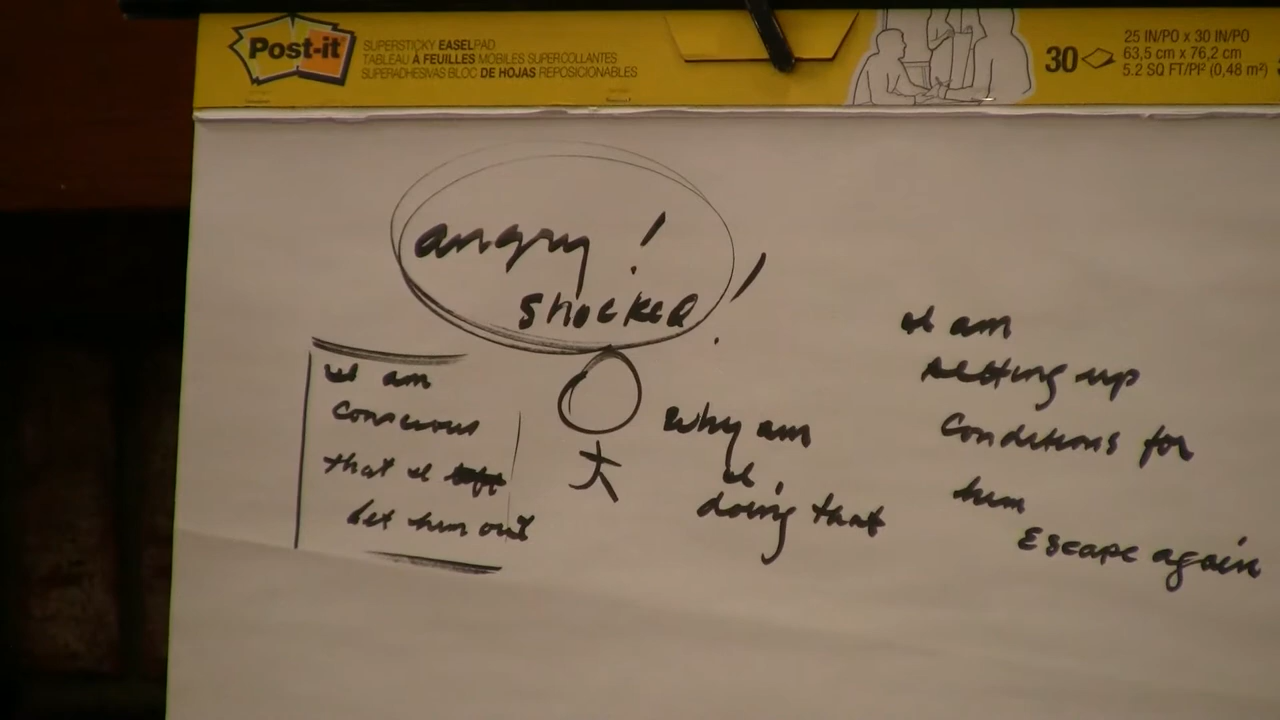 Post-it
SUPERSTICKY EASELPAD
TABLEAU À FEUILLES MOBILES SUPERCOLLANTES
SUPERADHESIVAS BLOC DE HOJAS REPOSICIONABLES
30
25 IN/PO x 30 IN/PO
63,5 cm x 76,2 cm
5.2 SQ FT/PI² (0,48 m²)
angry!
shocked!
I am
conscious
that I left
let him out
Why am
I
doing that
I am
setting up
Conditions for
him
Escape again